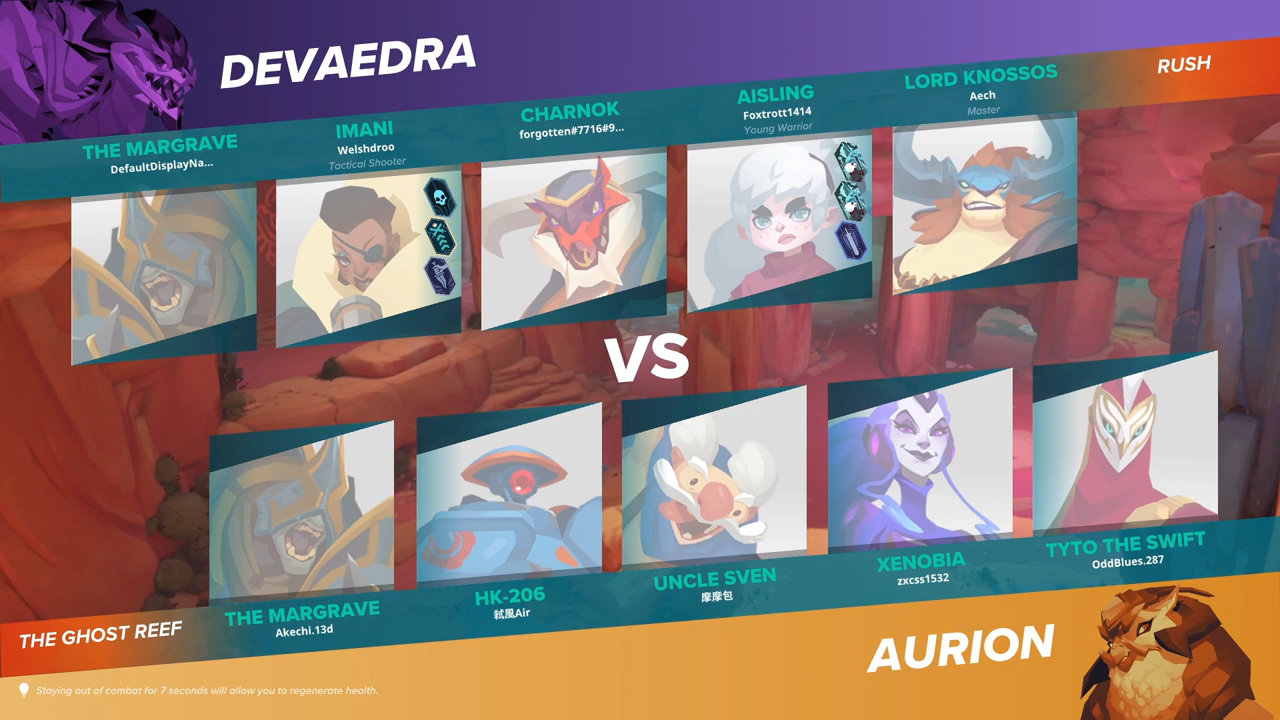 DEVAEDRA
RUSH
THE MARGRAVE
DefaultDisplayNa...
IMANI
Welshdroo
Tactical Shooter
CHARNOK
forgotten#7716#9...
AISLING
Foxtrott1414
Young Warrior
LORD KNOSSOS
Aech
Master
VS
THE MARGRAVE
Akechi.13d
HK-206
弑風Air
UNCLE SVEN
摩摩包
XENOBIA
zxcss1532
TYTO THE SWIFT
OddBlues.287
THE GHOST REEF
AURION
Staying out of combat for 7 seconds will allow you to regenerate health.